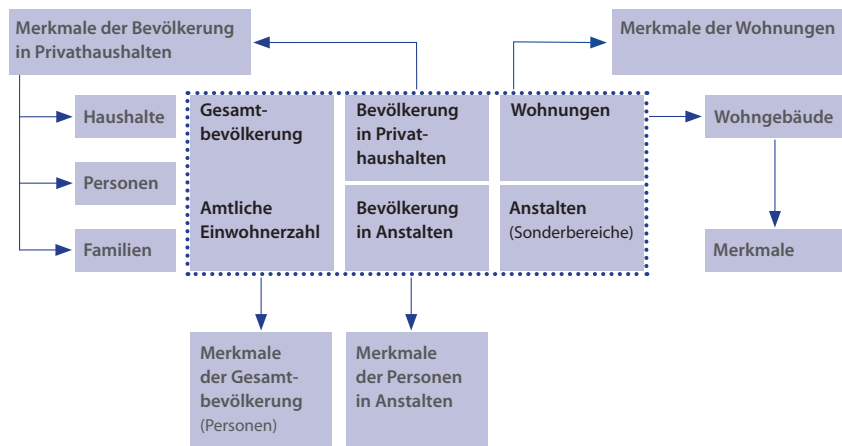 Merkmale der Bevölkerung
in Privathaushalten
Merkmale der Wohnungen
Haushalte
Personen
Familien
Gesamt-
bevölkerung
Amtliche
Einwohnerzahl
Bevölkerung
in Privat-
haushalten
Bevölkerung
in Anstalten
Wohnungen
Anstalten
(Sonderbereiche)
Wohngebäude
Merkmale
Merkmale
der Gesamt-
bevölkerung
(Personen)
Merkmale
der Personen
in Anstalten